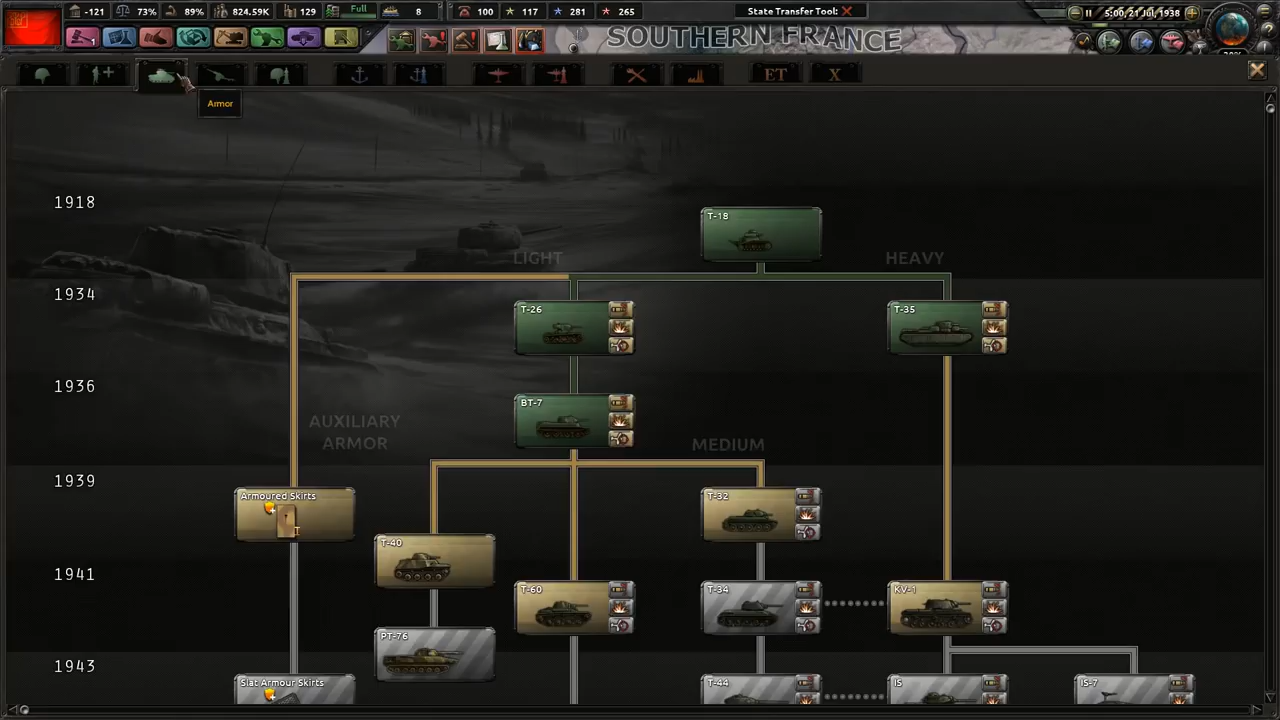 -121 73% 89% 824.59K 129 Full 8 100 117 281 265 State Transfer Tool: 5:00, 21 Jul, 1938
1
SOUTHERN FRANCE
ET X
Armor
1918
T-18
LIGHT HEAVY
1934
T-26 T-35
1936
BT-7
AUXILIARY
ARMOR
MEDIUM
1939
Armoured Skirts T-32
T-40
1941
T-60 T-34 KV-1
PT-76
1943
Slat Armour Skirts T-44 IS IS-7